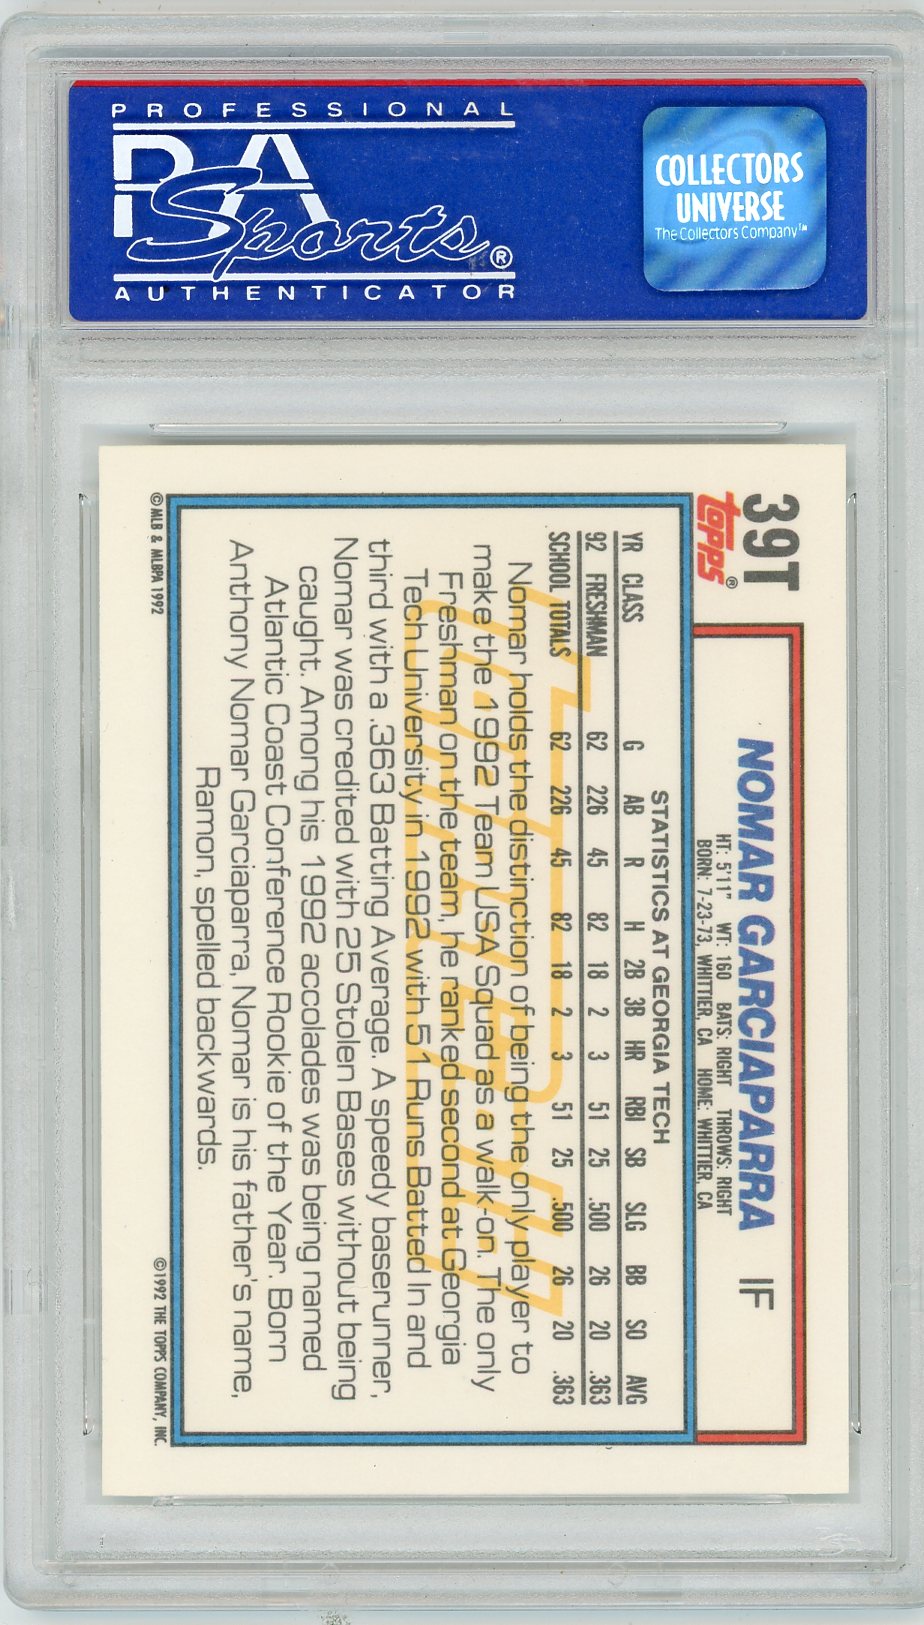 PROFESSIONAL
PSA
Sports®
AUTHENTICATOR
COLLECTORS
UNIVERSE
The Collectors Company™
39T
TOPPS®
NOMAR GARCIAPARRA IF
HT: 5'11" WT: 160 BATS: RIGHT THROWS: RIGHT
BORN: 7-23-73, WHITTIER, CA HOME: WHITTIER, CA
STATISTICS AT GEORGIA TECH
YR CLASS G AB R H 2B 3B HR RBI SB SLG BB SO AVG
92 FRESHMAN 62 226 45 82 18 2 3 51 25 .500 26 20 .363
SCHOOL TOTALS 62 226 45 82 18 2 3 51 25 .500 26 20 .363
Nomar holds the distinction of being the only player to
make the 1992 Team USA Squad as a walk-on. The only
Freshman on the team, he ranked second at Georgia
Tech University in 1992 with 51 Runs Batted In and
third with a .363 Batting Average. A speedy baserunner,
Nomar was credited with 25 Stolen Bases without being
caught. Among his 1992 accolades was being named
Atlantic Coast Conference Rookie of the Year. Born
Anthony Nomar Garciaparra, Nomar is his father's name,
Ramon, spelled backwards.
© MLB & MLBPA 1992
© 1992 THE TOPPS COMPANY, INC.